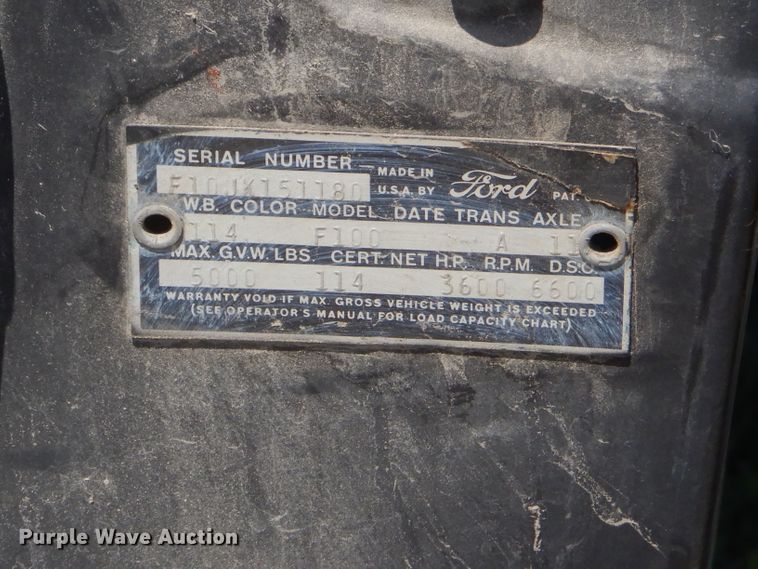 SERIAL NUMBER MADE IN U.S.A. BY Ford PAT
F10JK151180
W.B. COLOR MODEL DATE TRANS AXLE
114 F100 A 11
MAX. G.V.W. LBS. CERT-NET H.P. R.P.M. D.S.O.
5000 114 3600 6600
WARRANTY VOID IF MAX. GROSS VEHICLE WEIGHT IS EXCEEDED
(SEE OPERATOR'S MANUAL FOR LOAD CAPACITY CHART)
Purple Wave Auction